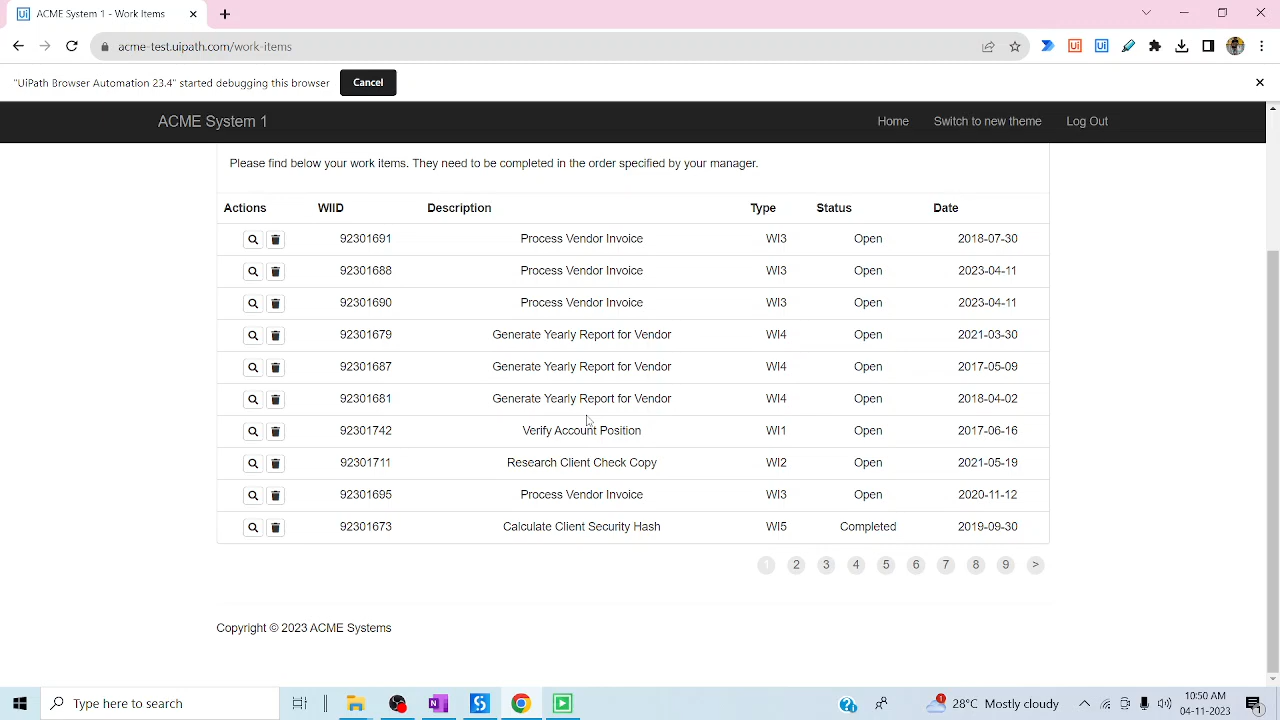 ACME System 1 - Work Items
acme-test.uipath.com/work-items
"UiPath Browser Automation 23.4" started debugging this browser Cancel
ACME System 1 Home Switch to new theme Log Out
Please find below your work items. They need to be completed in the order specified by your manager.
Actions WIID Description Type Status Date
92301691 Process Vendor Invoice WI3 Open 2018-07-30
92301688 Process Vendor Invoice WI3 Open 2023-04-11
92301690 Process Vendor Invoice WI3 Open 2023-04-11
92301679 Generate Yearly Report for Vendor WI4 Open 2021-03-30
92301687 Generate Yearly Report for Vendor WI4 Open 2017-05-09
92301681 Generate Yearly Report for Vendor WI4 Open 2018-04-02
92301742 Verify Account Position WI1 Open 2017-06-16
92301711 Research Client Check Copy WI2 Open 2021-05-19
92301695 Process Vendor Invoice WI3 Open 2020-11-12
92301673 Calculate Client Security Hash WI5 Completed 2019-09-30
1 2 3 4 5 6 7 8 9 >
Copyright © 2023 ACME Systems
Type here to search 28°C Mostly cloudy 10:50 AM
04-11-2023